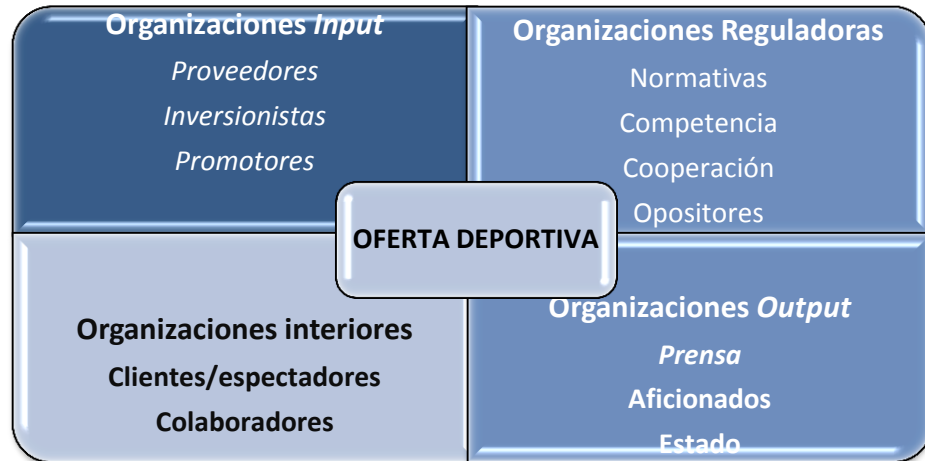 Organizaciones Input
Proveedores
Inversionistas
Promotores
Organizaciones Reguladoras
Normativas
Competencia
Cooperación
Opositores
OFERTA DEPORTIVA
Organizaciones interiores
Clientes/espectadores
Colaboradores
Organizaciones Output
Prensa
Aficionados
Estado